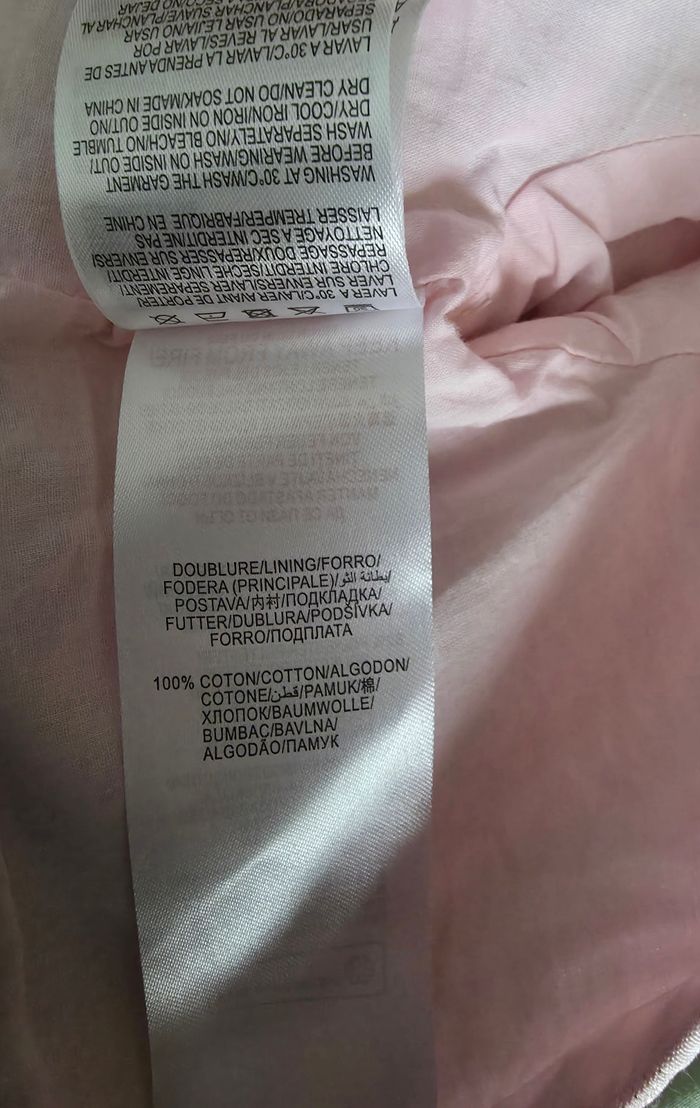 LAVER A 30°C/LAVER AVANT DE PORTER/
LAVER SUR ENVERS/LAVER SEPAREMENT/
CHLORE INTERDIT/SECHE LINGE INTERDIT/
REPASSAGE DOUX/REPASSER SUR ENVERS/
NETTOYAGE A SEC INTERDIT/NE PAS
LAISSER TREMPER/FABRIQUE EN CHINE
WASHING AT 30°C/WASH THE GARMENT
BEFORE WEARING/WASH ON INSIDE OUT/
WASH SEPARATELY/NO BLEACH/NO TUMBLE
DRY/COOL IRON/IRON ON INSIDE OUT/NO
DRY CLEAN/DO NOT SOAK/MADE IN CHINA
LAVAR A 30°C/LAVAR LA PRENDA ANTES DE
USAR/LAVAR AL REVES/LAVAR POR
SEPARADO/NO USAR LEJIA/NO USAR
SECADORA/PLANCHA SUAVE/PLANCHAR AL
DOUBLURE/LINING/FORRO/
FODERA (PRINCIPALE)/بطانة الثو/
POSTAVA/内衬/ПОДКЛАДКА/
FUTTER/DUBLURA/PODŠÍVKA/
FORRO/ПОДПЛАТА
100% COTON/COTTON/ALGODON/
COTONE/قطن/PAMUK/棉/
ХЛОПОК/BAUMWOLLE/
BUMBAC/BAVLNA/
ALGODÃO/ПАМУК